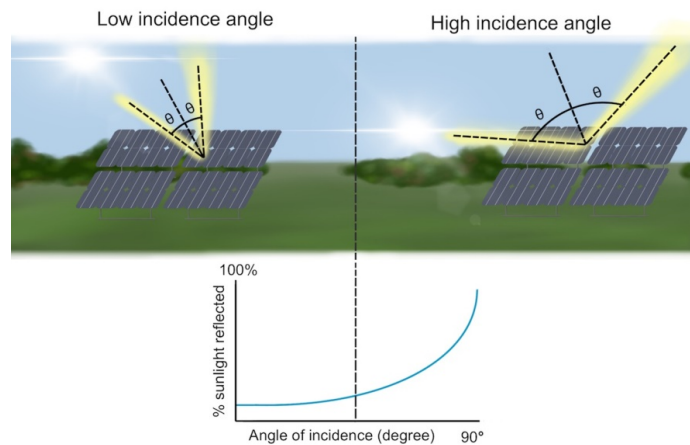 Low incidence angle
High incidence angle
θ
θ
θ
θ
100%
% sunlight reflected
Angle of incidence (degree)
90°